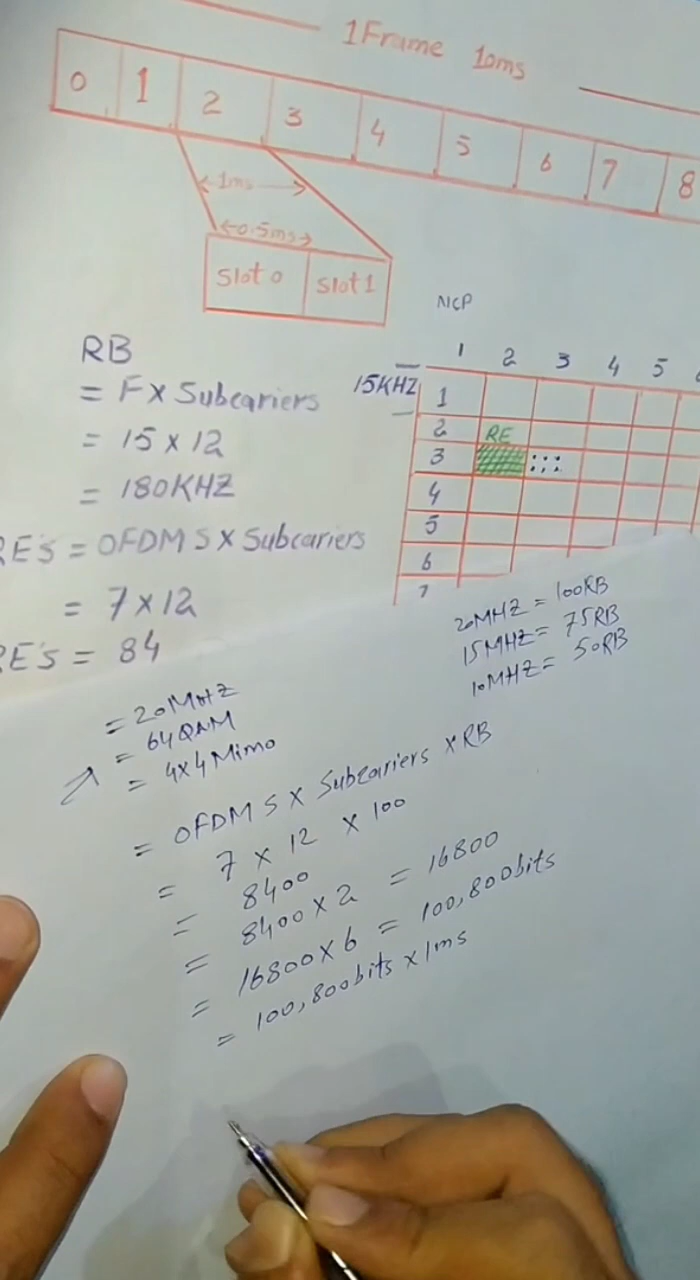 1Frame 10ms
0 1 2 3 4 5 6 7 8
1ms
0.5ms
Slot 0 Slot 1
NCP
1 2 3 4 5
15KHZ
1
2 RE
3
4
5
6
7
RB
= F X Subcariers
= 15 x 12
= 180KHZ
RE'S = OFDM S X Subcariers
= 7 X 12
RE'S = 84
20MHZ = 100RB
15MHZ = 75RB
10MHZ = 50RB
= 20MHZ
= 64QAM
= 4x4Mimo
= OFDM S X Subcariers X RB
= 7 X 12 X 100
= 8400
= 8400 X 2 = 16800
= 16800 X 6 = 100,800bits
= 100,800bits x 1ms